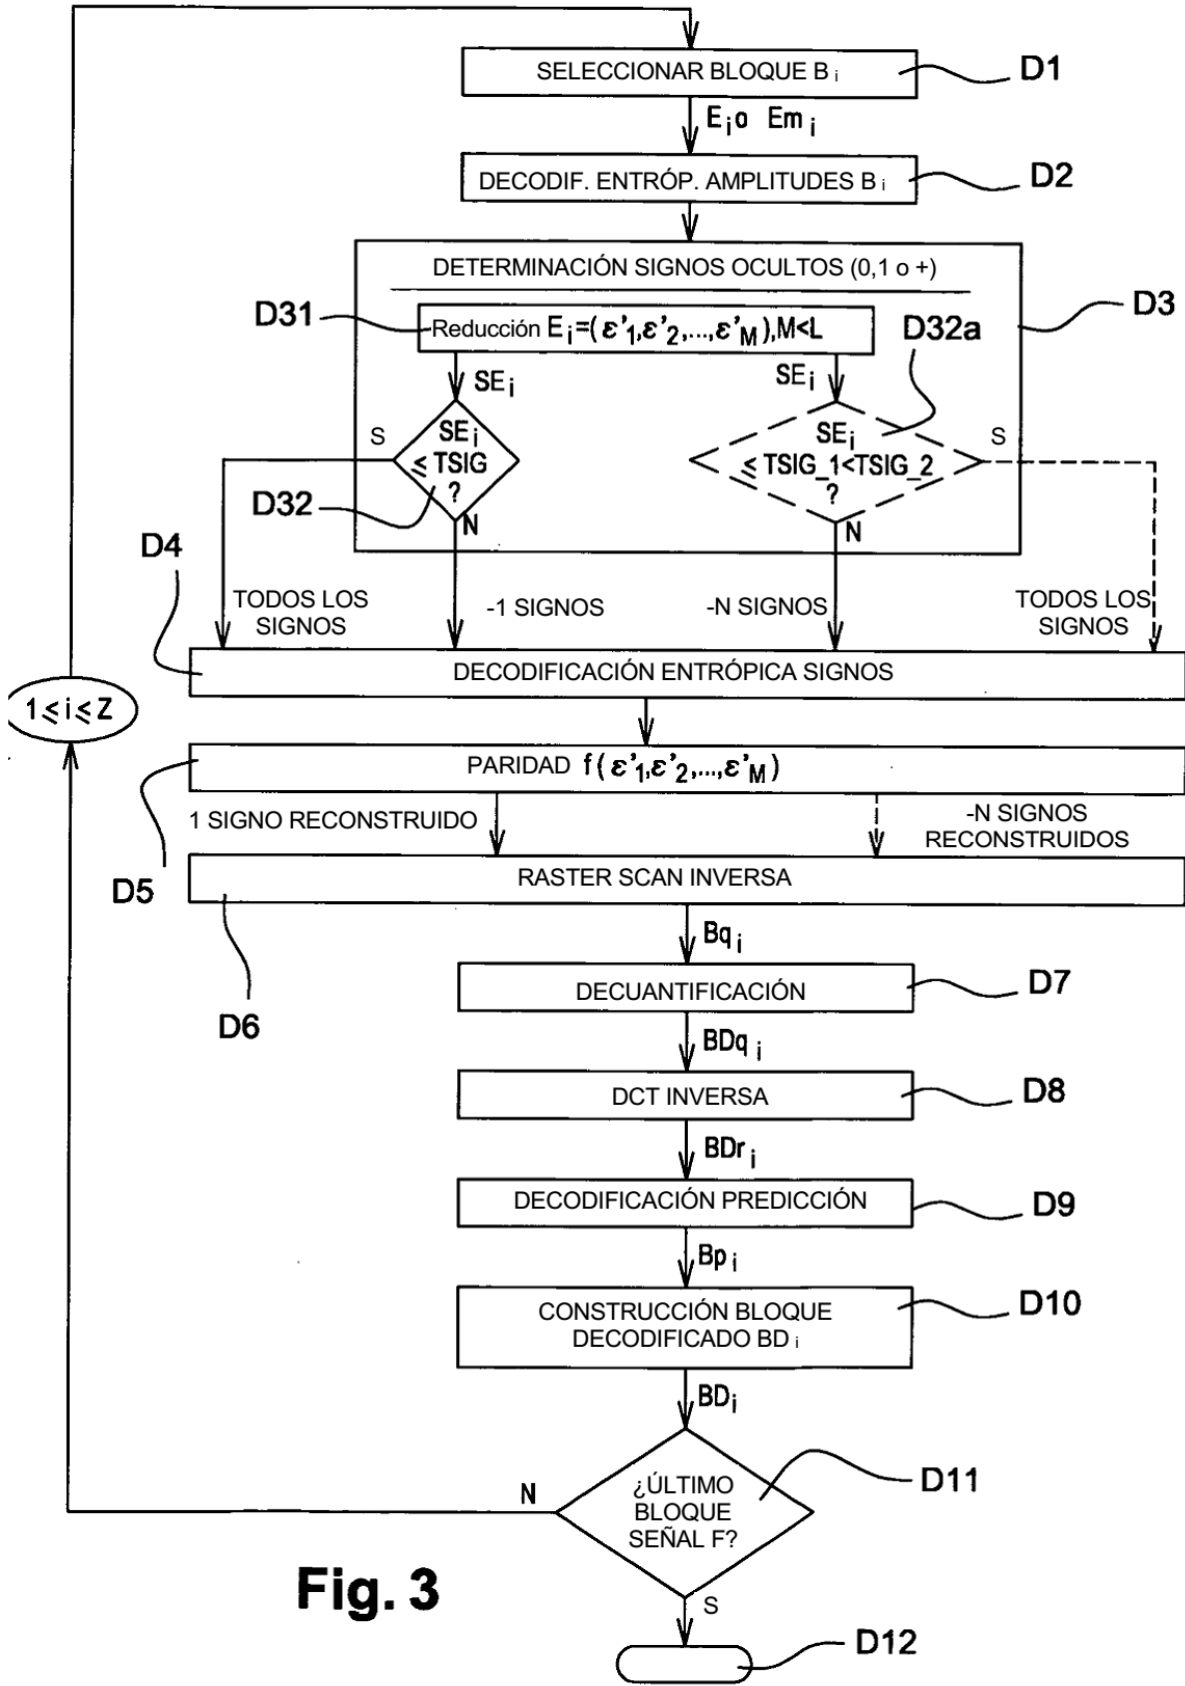 SELECCIONAR BLOQUE B i
D1
E i o Em i
DECODIF. ENTRÓP. AMPLITUDES B i
D2
DETERMINACIÓN SIGNOS OCULTOS (0,1 o +)
D3
D31
Reducción E i =(ε'1,ε'2,...,ε'M),M<L
D32a
SE i
SE i
S
SE i
≤ TSIG
?
D32
N
SE i
≤ TSIG_1<TSIG_2
?
S
N
D4
TODOS LOS
SIGNOS
-1 SIGNOS
-N SIGNOS
TODOS LOS
SIGNOS
DECODIFICACIÓN ENTRÓPICA SIGNOS
1≤i≤Z
PARIDAD f(ε'1,ε'2,...,ε'M)
D5
1 SIGNO RECONSTRUIDO
-N SIGNOS
RECONSTRUIDOS
RASTER SCAN INVERSA
D6
Bq i
DECUANTIFICACIÓN
D7
BDq i
DCT INVERSA
D8
BDr i
DECODIFICACIÓN PREDICCIÓN
D9
Bp i
CONSTRUCCIÓN BLOQUE
DECODIFICADO BD i
D10
BD i
¿ÚLTIMO
BLOQUE
SEÑAL F?
D11
N
S
D12
Fig. 3